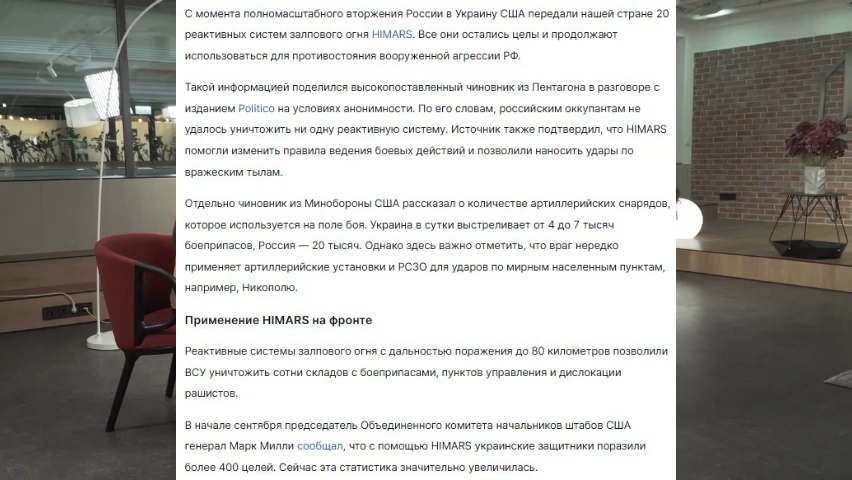 С момента полномасштабного вторжения России в Украину США передали нашей стране 20
реактивных систем залпового огня HIMARS. Все они остались целы и продолжают
использоваться для противостояния вооруженной агрессии РФ.
Такой информацией поделился высокопоставленный чиновник из Пентагона в разговоре с
изданием Politico на условиях анонимности. По его словам, российским оккупантам не
удалось уничтожить ни одну реактивную систему. Источник также подтвердил, что HIMARS
помогли изменить правила ведения боевых действий и позволили наносить удары по
вражеским тылам.
Отдельно чиновник из Минобороны США рассказал о количестве артиллерийских снарядов,
которое используется на поле боя. Украина в сутки выстреливает от 4 до 7 тысяч
боеприпасов, Россия — 20 тысяч. Однако здесь важно отметить, что враг нередко
применяет артиллерийские установки и РСЗО для ударов по мирным населенным пунктам,
например, Никополю.
Применение HIMARS на фронте
Реактивные системы залпового огня с дальностью поражения до 80 километров позволили
ВСУ уничтожить сотни складов с боеприпасами, пунктов управления и дислокации
рашистов.
В начале сентября председатель Объединенного комитета начальников штабов США
генерал Марк Милли сообщал, что с помощью HIMARS украинские защитники поразили
более 400 целей. Сейчас эта статистика значительно увеличилась.